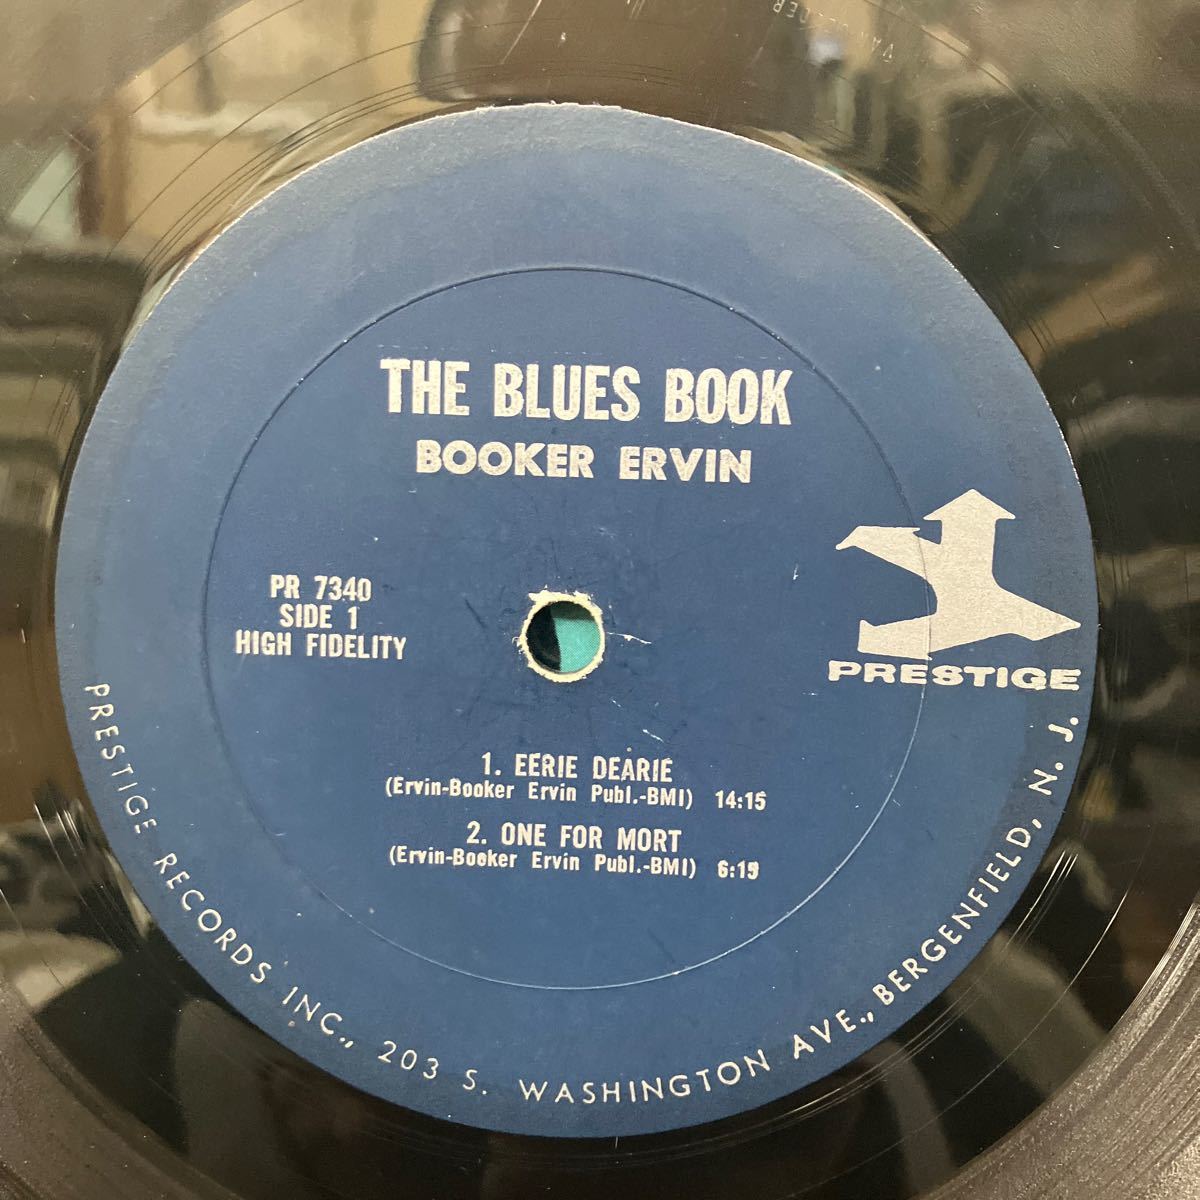 THE BLUES BOOK
BOOKER ERVIN
PR 7340
SIDE 1
HIGH FIDELITY
PRESTIGE
1. EERIE DEARIE
(Ervin-Booker Ervin Publ.-BMI) 14:15
2. ONE FOR MORT
(Ervin-Booker Ervin Publ.-BMI) 6:19
PRESTIGE RECORDS INC., 203 S. WASHINGTON AVE., BERGENFIELD, N. J.